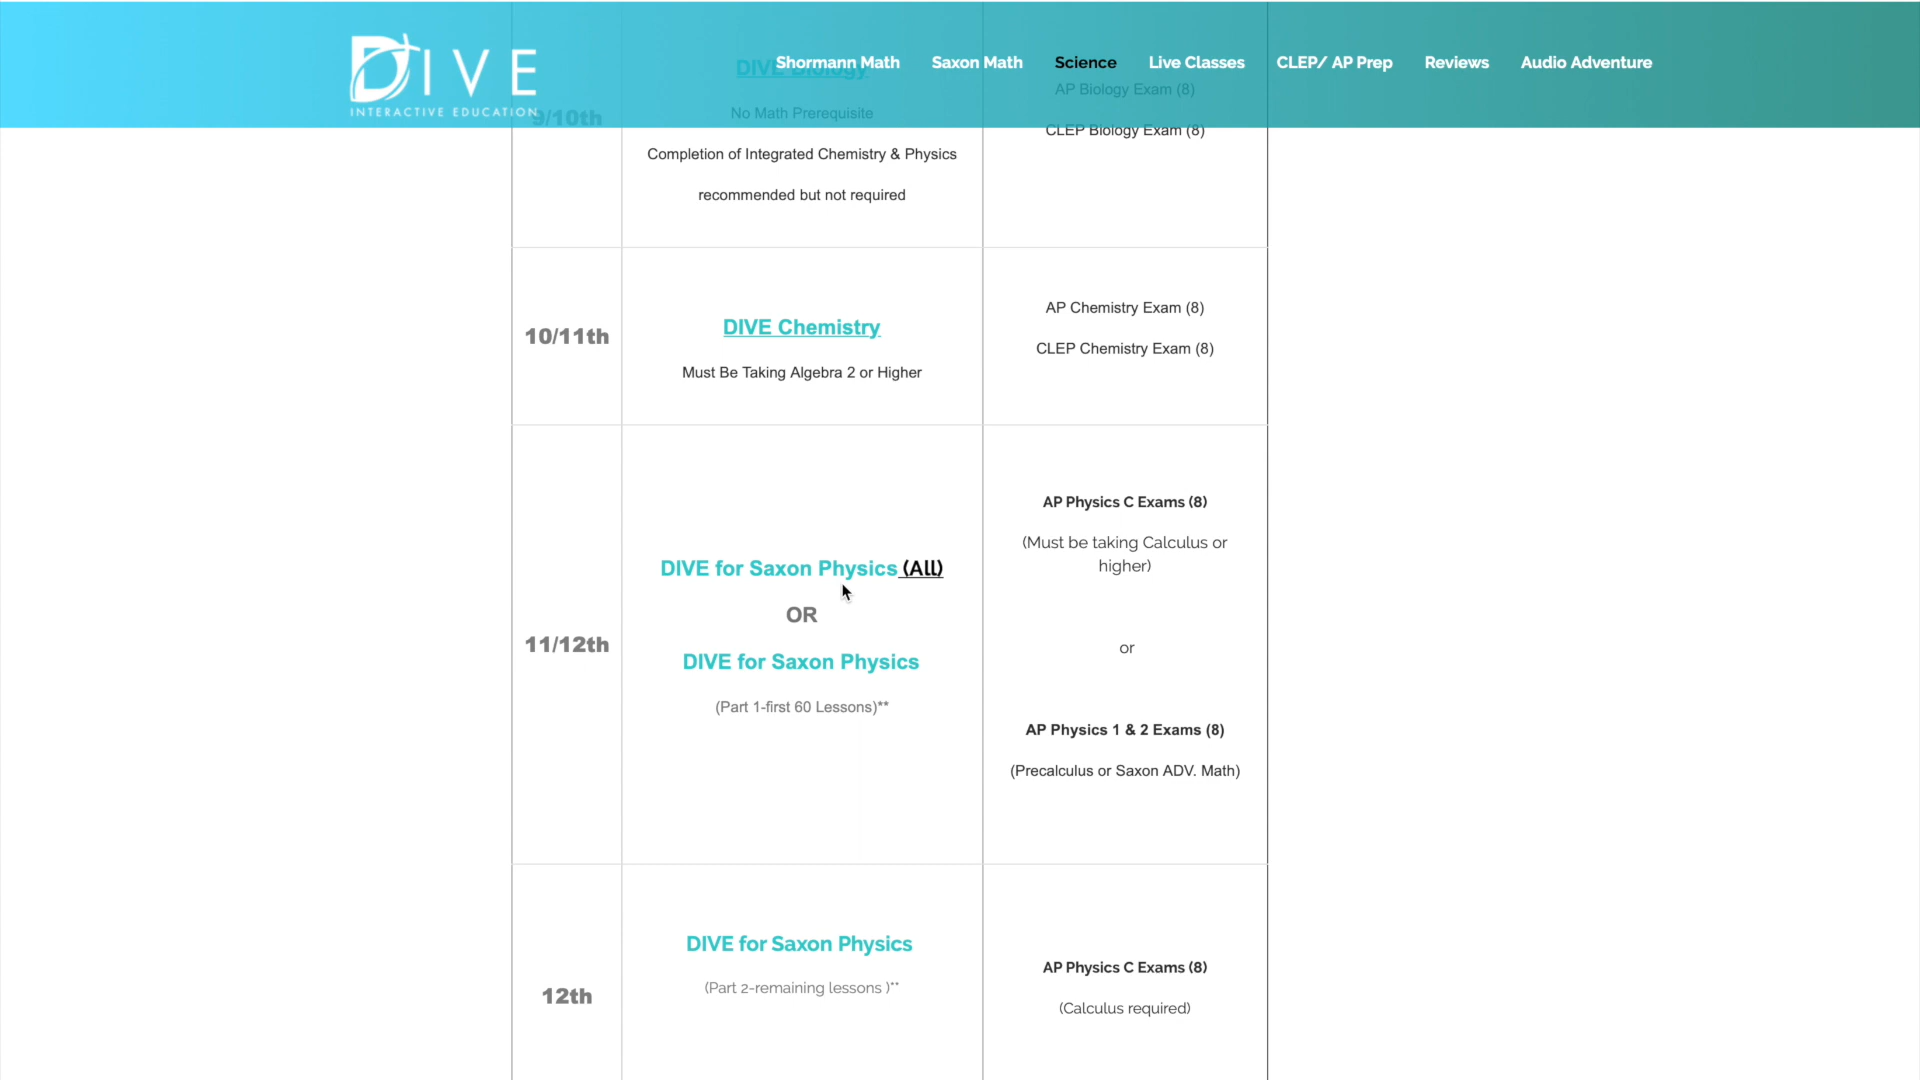 DIVE
INTERACTIVE EDUCATION
Shormann Math
Saxon Math
Science
Live Classes
CLEP/ AP Prep
Reviews
Audio Adventure
9/10th
DIVE Biology
No Math Prerequisite
Completion of Integrated Chemistry & Physics
recommended but not required
AP Biology Exam (8)
CLEP Biology Exam (8)
10/11th
DIVE Chemistry
Must Be Taking Algebra 2 or Higher
AP Chemistry Exam (8)
CLEP Chemistry Exam (8)
11/12th
DIVE for Saxon Physics (All)
OR
DIVE for Saxon Physics
(Part 1-first 60 Lessons)**
AP Physics C Exams (8)
(Must be taking Calculus or
higher)
or
AP Physics 1 & 2 Exams (8)
(Precalculus or Saxon ADV. Math)
12th
DIVE for Saxon Physics
(Part 2-remaining lessons )**
AP Physics C Exams (8)
(Calculus required)